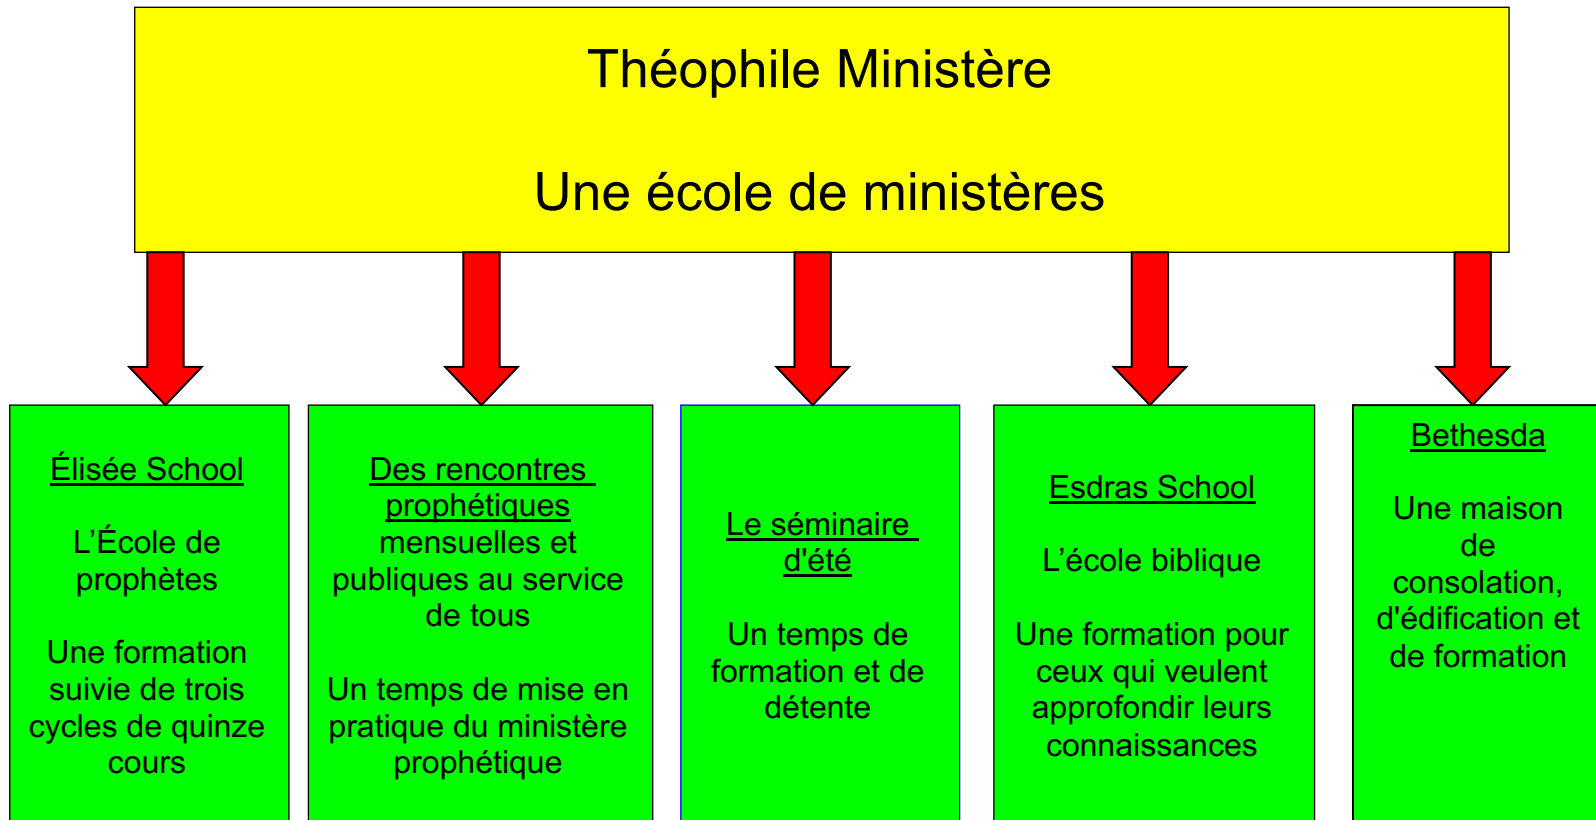 Théophile Ministère
Une école de ministères
Élisée School
L’École de
prophètes
Une formation
suivie de trois
cycles de quinze
cours
Des rencontres
prophétiques
mensuelles et
publiques au service
de tous
Un temps de mise en
pratique du ministère
prophétique
Le séminaire
d'été
Un temps de
formation et de
détente
Esdras School
L’école biblique
Une formation pour
ceux qui veulent
approfondir leurs
connaissances
Bethesda
Une maison
de
consolation,
d'édification et
de formation